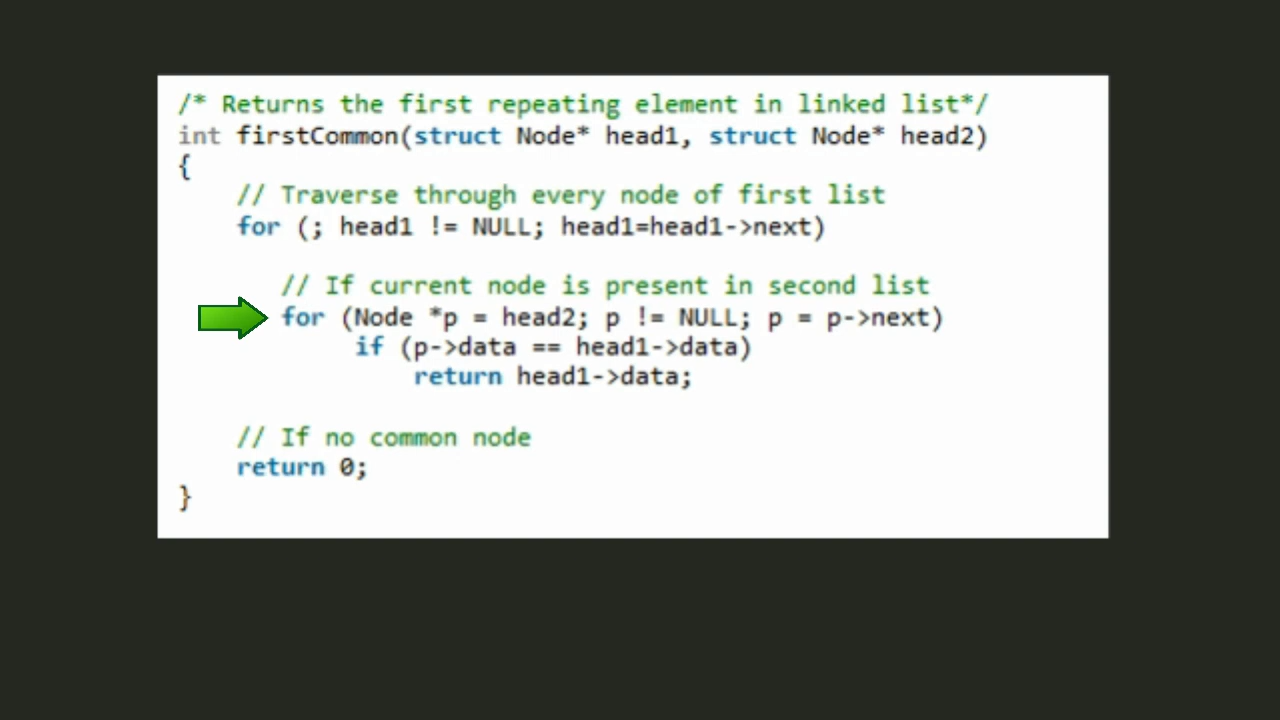 /* Returns the first repeating element in linked list*/
int firstCommon(struct Node* head1, struct Node* head2)
{
    // Traverse through every node of first list
    for (; head1 != NULL; head1=head1->next)
       // If current node is present in second list
       for (Node *p = head2; p != NULL; p = p->next)
            if (p->data == head1->data)
                return head1->data;
    // If no common node
    return 0;
}